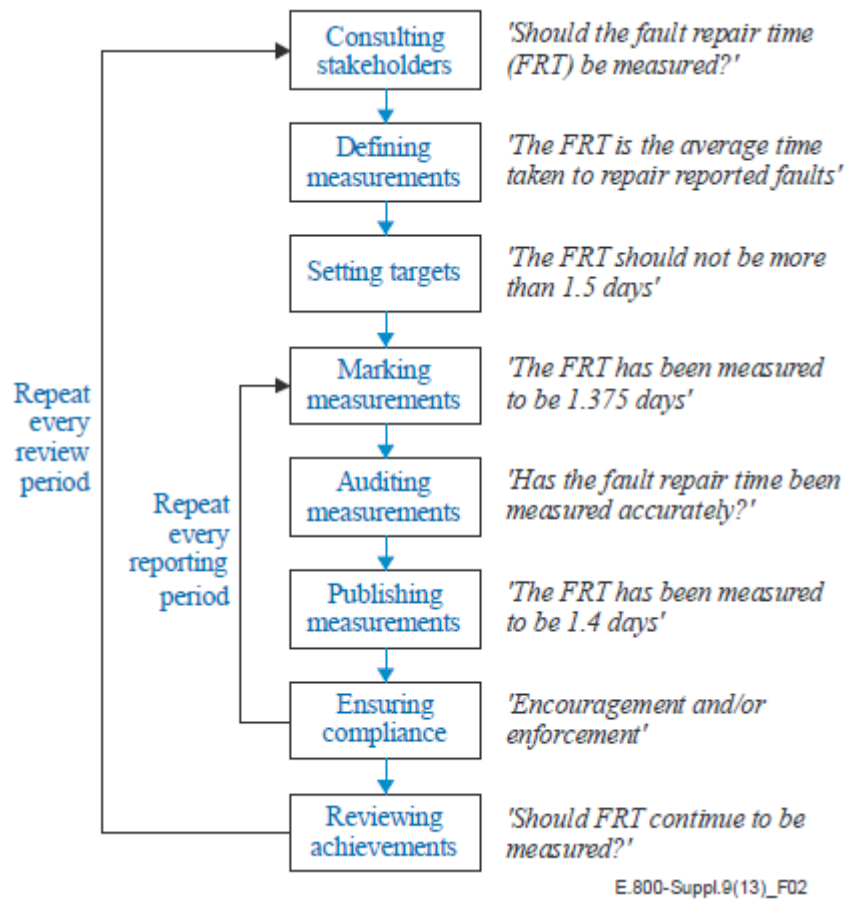 Consulting
stakeholders
'Should the fault repair time
(FRT) be measured?'
Defining
measurements
'The FRT is the average time
taken to repair reported faults'
Setting targets
'The FRT should not be more
than 1.5 days'
Marking
measurements
'The FRT has been measured
to be 1.375 days'
Repeat
every
review
period
Auditing
measurements
'Has the fault repair time been
measured accurately?'
Repeat
every
reporting
period
Publishing
measurements
'The FRT has been measured
to be 1.4 days'
Ensuring
compliance
'Encouragement and/or
enforcement'
Reviewing
achievements
'Should FRT continue to be
measured?'
E.800-Suppl.9(13)_F02